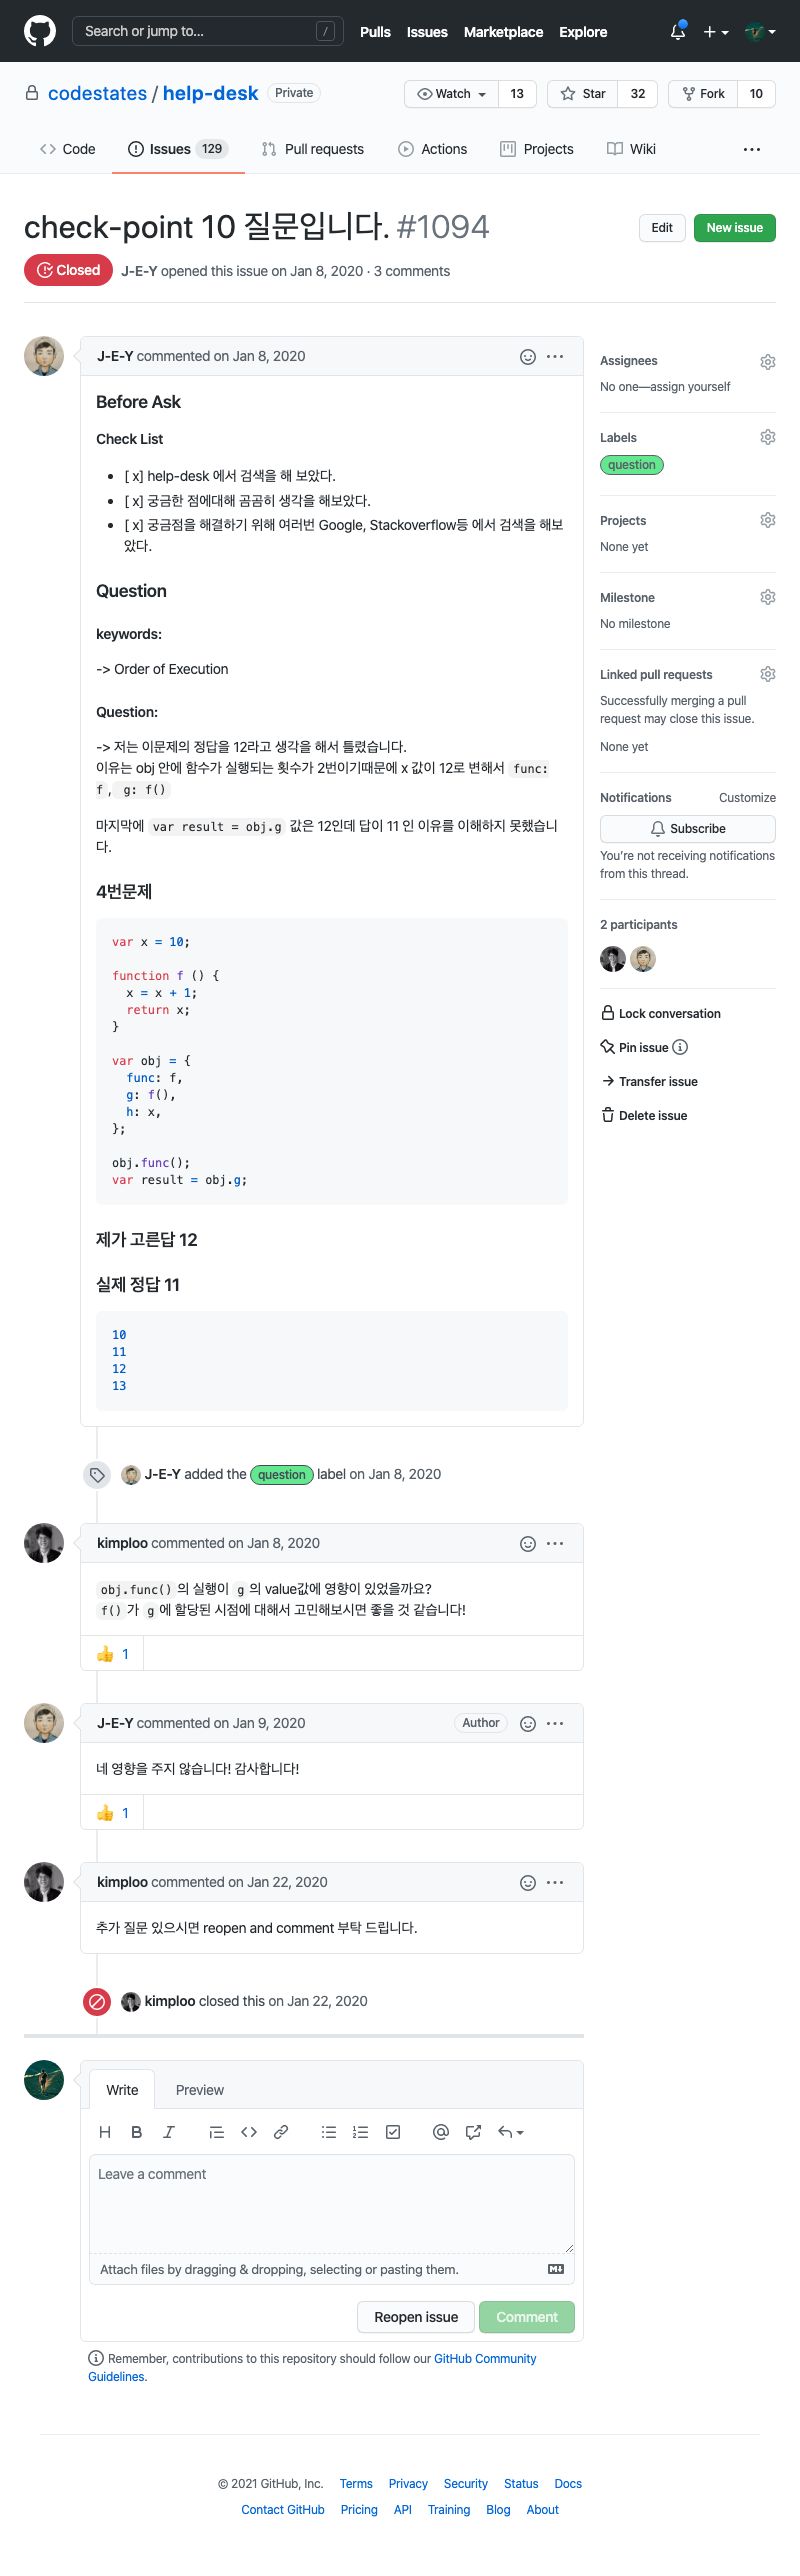 Search or jump to... /
Pulls Issues Marketplace Explore
codestates / help-desk Private
Watch 13 Star 32 Fork 10
Code Issues 129 Pull requests Actions Projects Wiki ...
check-point 10 질문입니다. #1094
Edit New issue
Closed J-E-Y opened this issue on Jan 8, 2020 · 3 comments
J-E-Y commented on Jan 8, 2020
Before Ask
Check List
• [ x] help-desk 에서 검색을 해 보았다.
• [ x] 궁금한 점에대해 곰곰히 생각을 해보았다.
• [ x] 궁금점을 해결하기 위해 여러번 Google, Stackoverflow등 에서 검색을 해보
았다.
Question
keywords:
-> Order of Execution
Question:
-> 저는 이문제의 정답을 12라고 생각을 해서 틀렸습니다.
이유는 obj 안에 함수가 실행되는 횟수가 2번이기때문에 x 값이 12로 변해서 func:
f , g: f()
마지막에 var result = obj.g 값은 12인데 답이 11 인 이유를 이해하지 못했습니
다.
4번문제
var x = 10;
function f () {
x = x + 1;
return x;
}
var obj = {
func: f,
g: f(),
h: x,
};
obj.func();
var result = obj.g;
제가 고른답 12
실제 정답 11
10
11
12
13
J-E-Y added the question label on Jan 8, 2020
kimploo commented on Jan 8, 2020
obj.func() 의 실행이 g 의 value값에 영향이 있었을까요?
f() 가 g 에 할당된 시점에 대해서 고민해보시면 좋을 것 같습니다!
👍 1
J-E-Y commented on Jan 9, 2020 Author
네 영향을 주지 않습니다! 감사합니다!
👍 1
kimploo commented on Jan 22, 2020
추가 질문 있으시면 reopen and comment 부탁 드립니다.
kimploo closed this on Jan 22, 2020
Write Preview
Leave a comment
Attach files by dragging & dropping, selecting or pasting them.
Reopen issue Comment
Remember, contributions to this repository should follow our GitHub Community
Guidelines.
Assignees
No one—assign yourself
Labels
question
Projects
None yet
Milestone
No milestone
Linked pull requests
Successfully merging a pull
request may close this issue.
None yet
Notifications Customize
Subscribe
You're not receiving notifications
from this thread.
2 participants
Lock conversation
Pin issue
Transfer issue
Delete issue
© 2021 GitHub, Inc. Terms Privacy Security Status Docs
Contact GitHub Pricing API Training Blog About